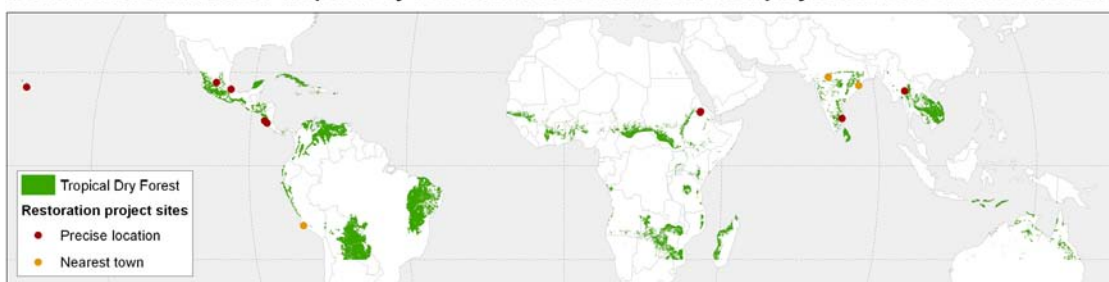 Tropical Dry Forest
Restoration project sites
Precise location
Nearest town